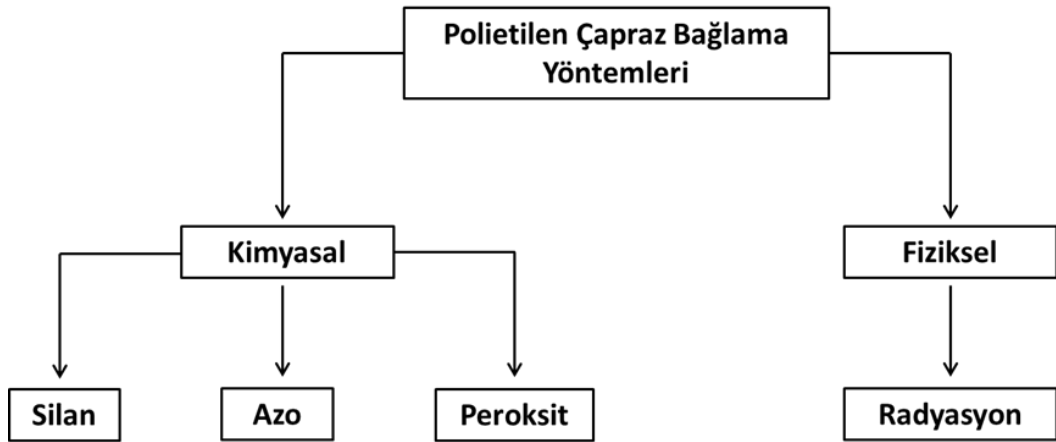 Polietilen Çapraz Bağlama
Yöntemleri
Kimyasal
Fiziksel
Silan
Azo
Peroksit
Radyasyon